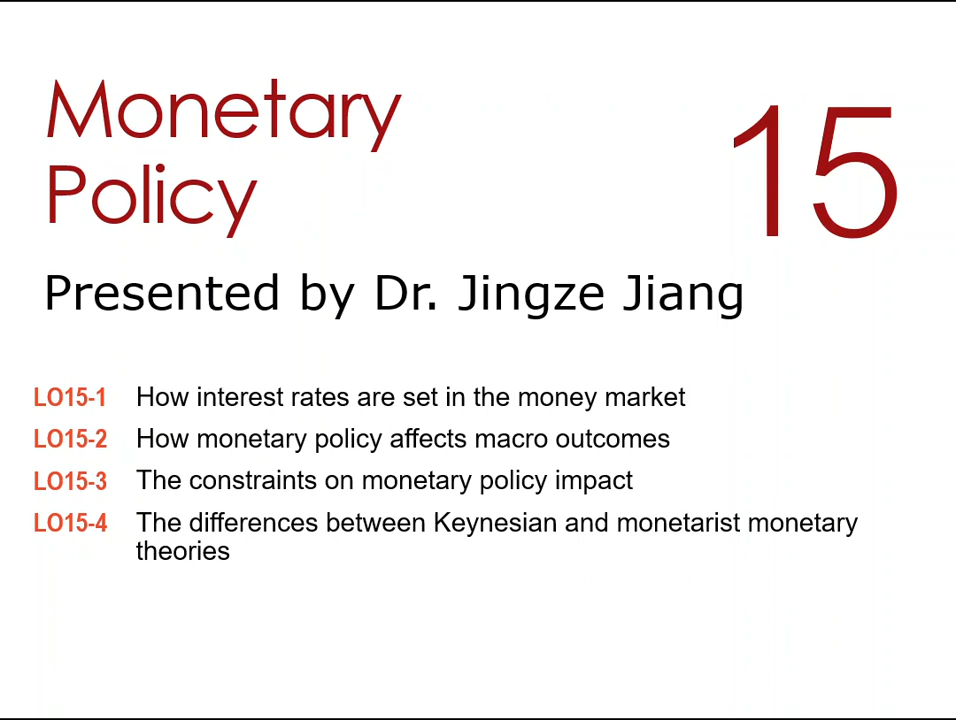 Monetary
Policy
15
Presented by Dr. Jingze Jiang
LO15-1 How interest rates are set in the money market
LO15-2 How monetary policy affects macro outcomes
LO15-3 The constraints on monetary policy impact
LO15-4 The differences between Keynesian and monetarist monetary
theories